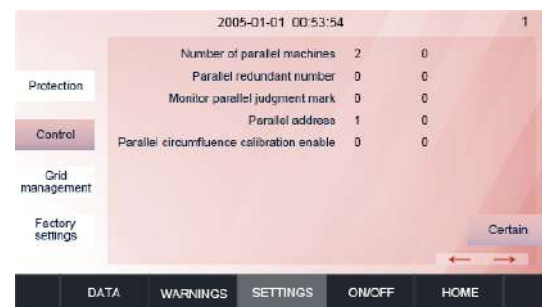 2005-01-01 00:53:54 1
Number of parallel machines 2 0
Parallel redundant number 0 0
Protection
Monitor parallel judgment mark 0 0
Parallel address 1 0
Control
Parallel circumfluence calibration enable 0 0
Grid
management
Factory
settings
Certain
DATA WARNINGS SETTINGS ON/OFF HOME